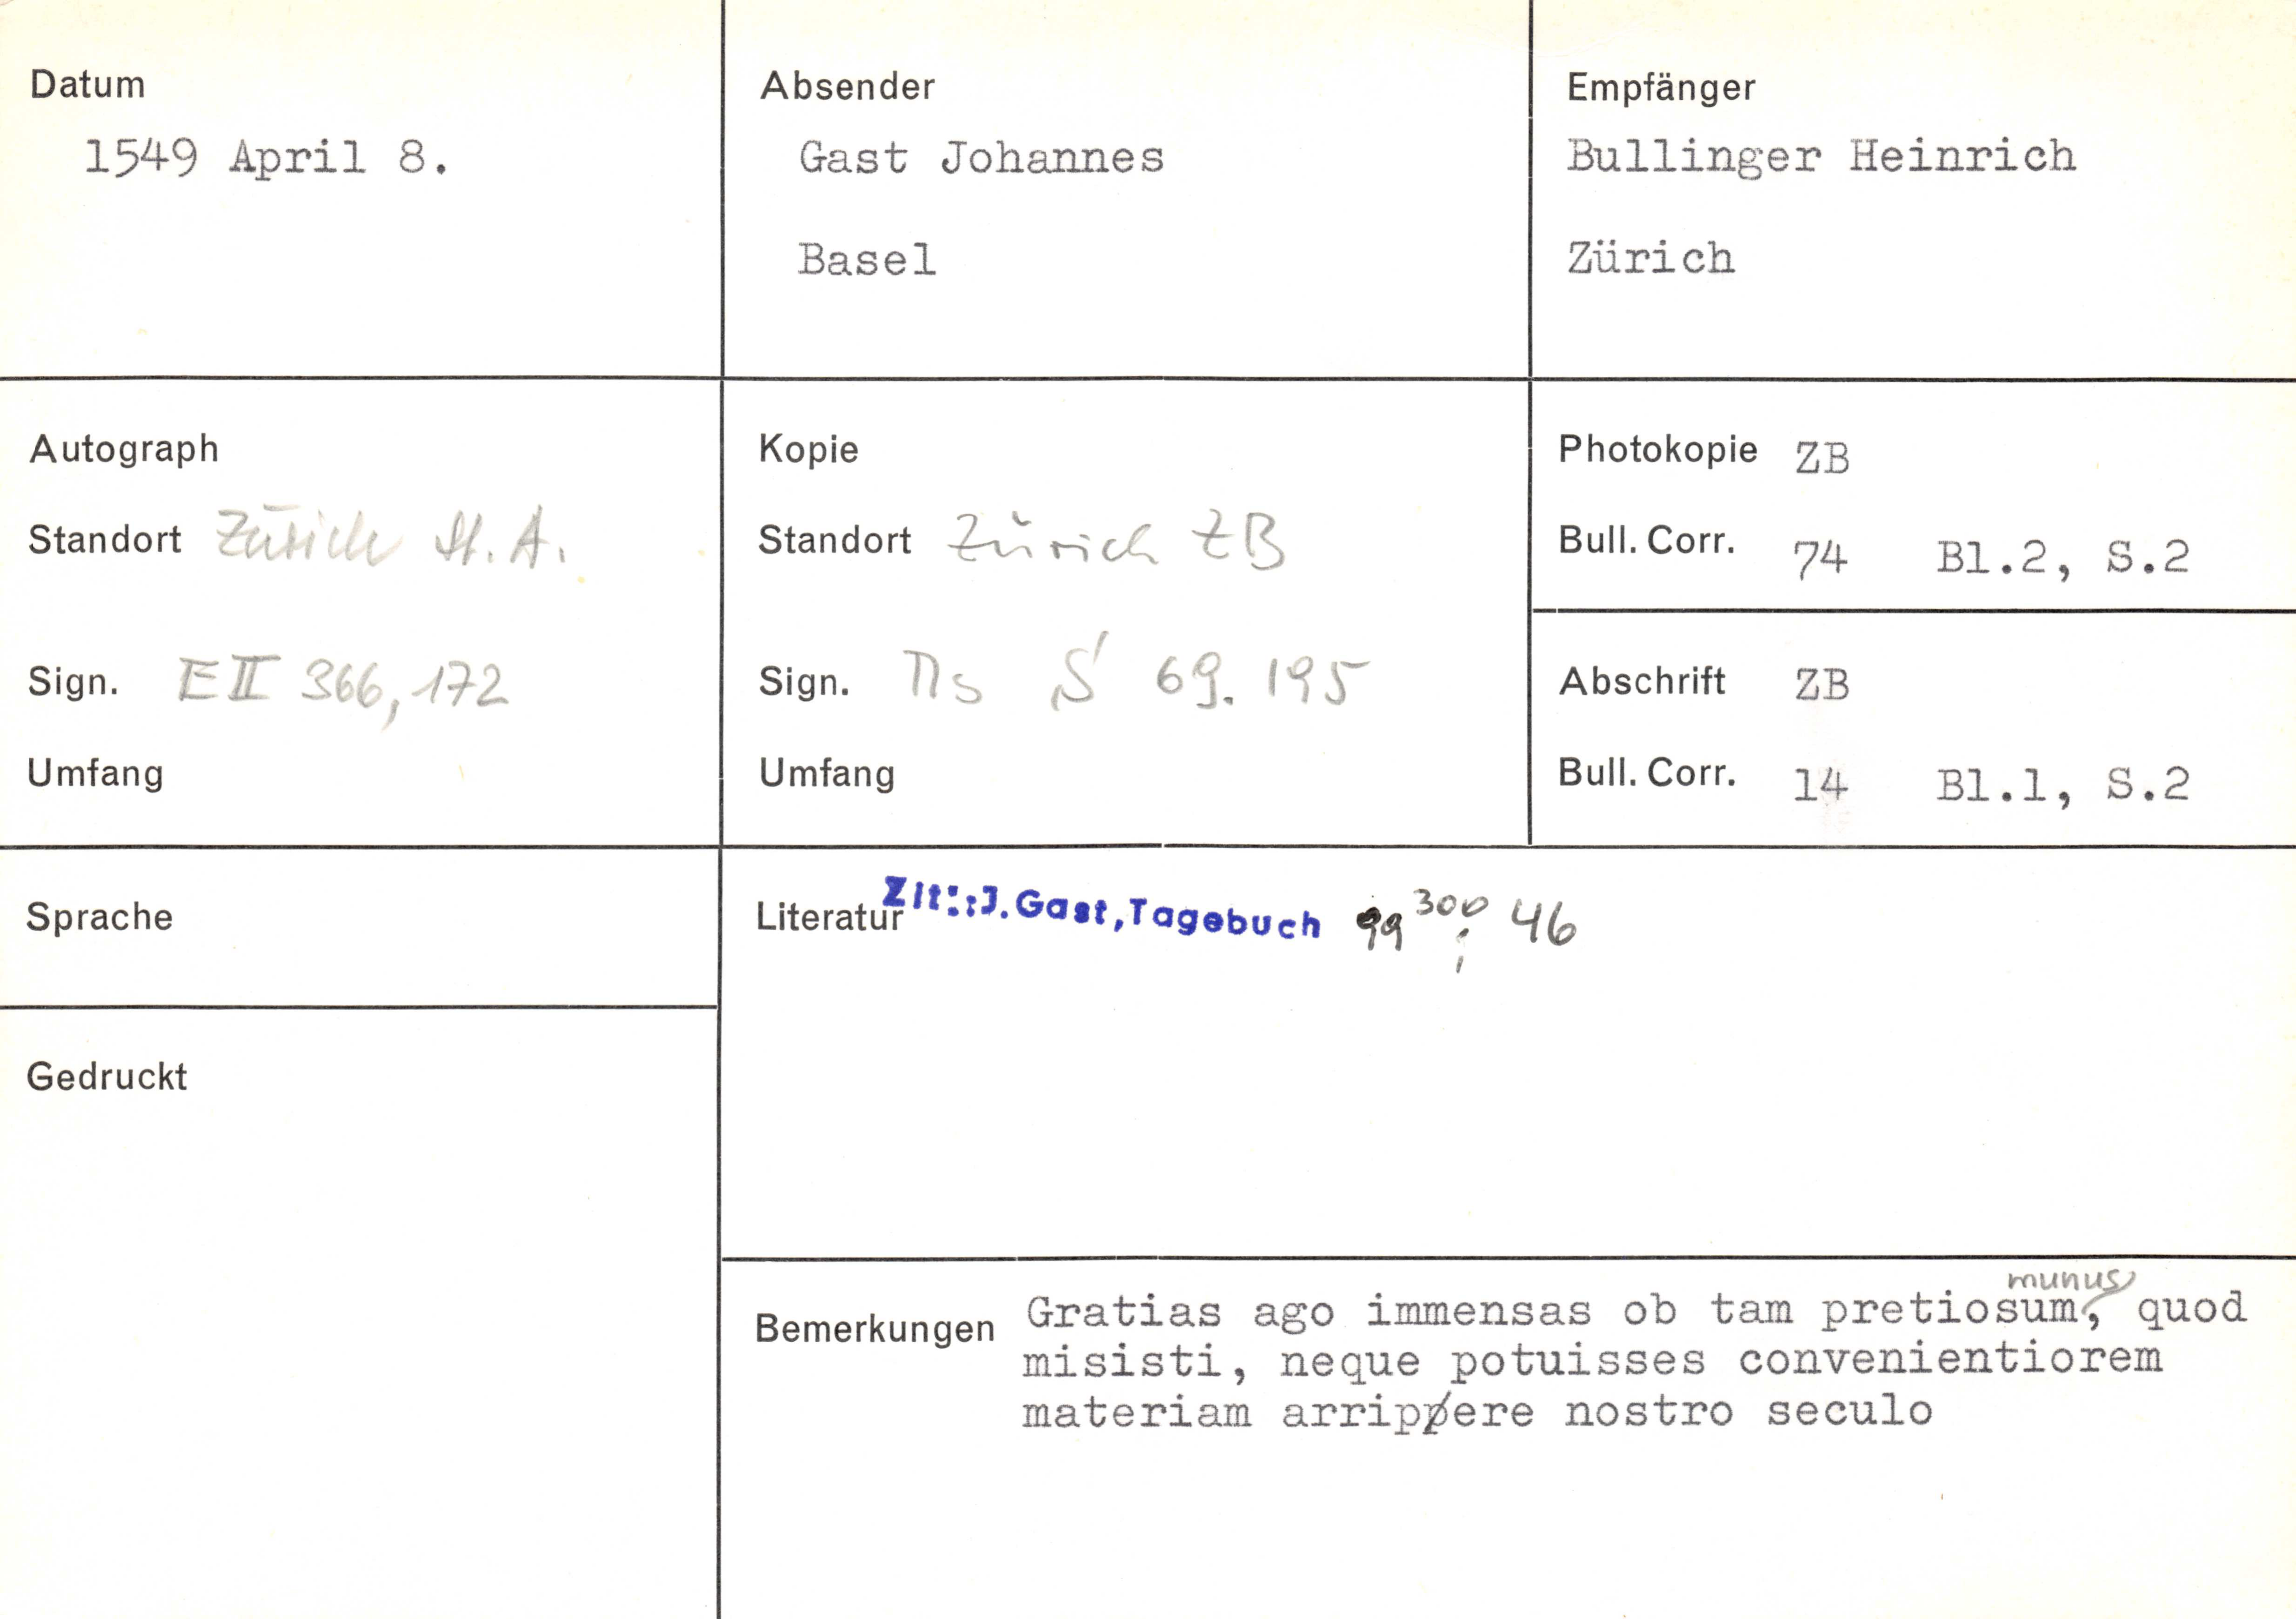 Datum
1549 April 8.
Absender
Gast Johannes
Basel
Empfänger
Bullinger Heinrich
Zürich
Autograph
Standort Zürich St. A.
Sign. E II 366, 172
Umfang
Kopie
Standort Zürich ZB
Sign. Ms S 69. 195
Umfang
Photokopie ZB
Bull. Corr. 74 Bl.2, S.2
Abschrift ZB
Bull. Corr. 14 Bl.1, S.2
Sprache
Literatur Zit.: J. Gast, Tagebuch 99 300; 46
Gedruckt
Bemerkungen Gratias ago immensas ob tam pretiosum munus, quod
misisti, neque potuisses convenientiorem
materiam arripere nostro seculo